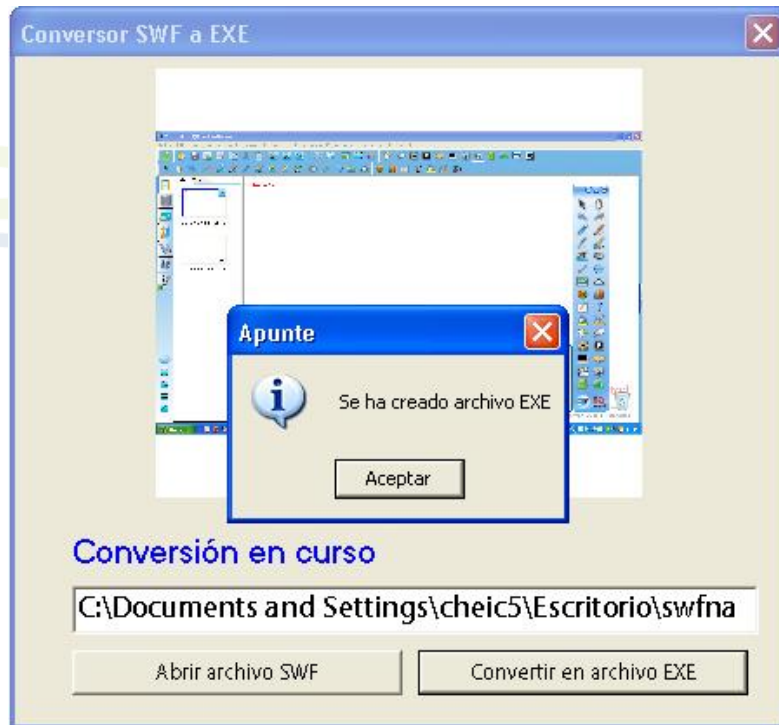 Conversor SWF a EXE
Apunte
Se ha creado archivo EXE
Aceptar
Conversión en curso
C:\Documents and Settings\cheic5\Escritorio\swfna
Abrir archivo SWF
Convertir en archivo EXE